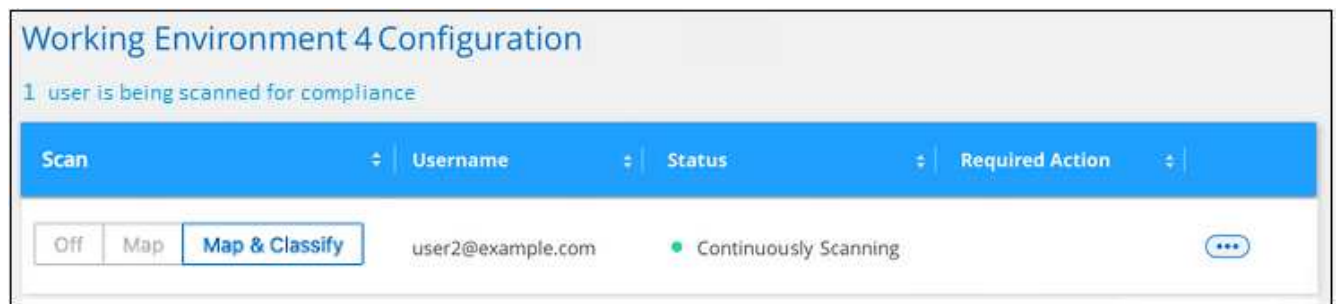 Working Environment 4 Configuration
1 user is being scanned for compliance
Scan Username Status Required Action
Off Map Map & Classify user2@example.com Continuously Scanning